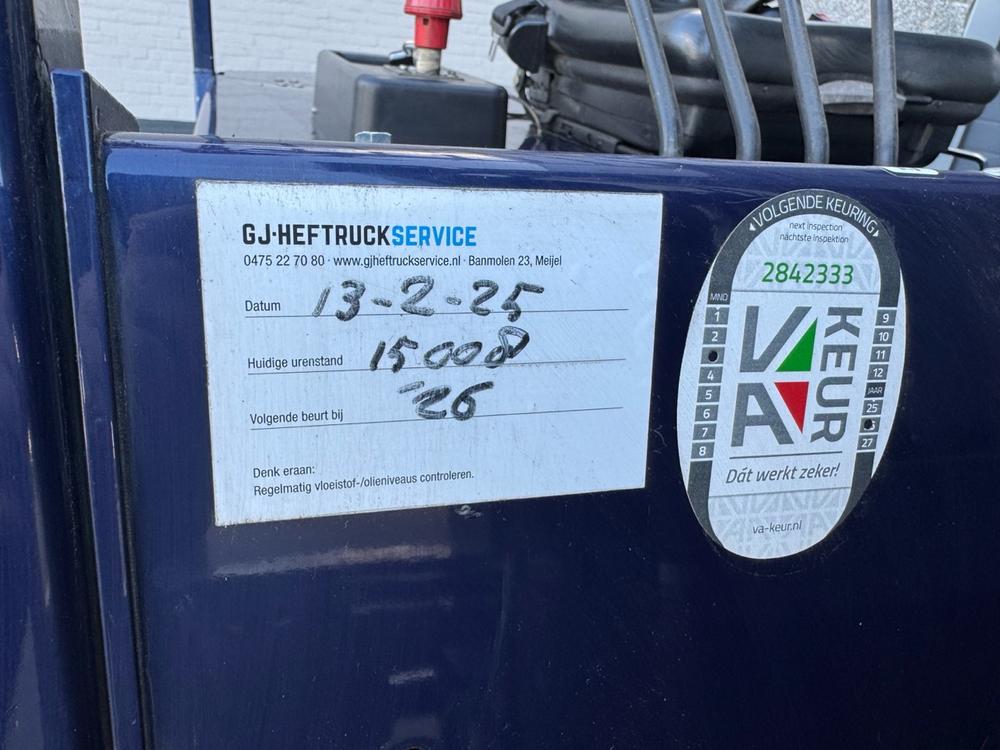 GJ·HEFTRUCKSERVICE
0475 22 70 80 · www.gjheftruckservice.nl · Banmolen 23, Meijel
Datum 13-2-25
Huidige urenstand 15008
Volgende beurt bij '26
Denk eraan:
Regelmatig vloeistof-/olieniveaus controleren.
VOLGENDE KEURING
next inspection
nächste Inspektion
2842333
MND
1
2
4
5
6
7
8
VA
KEUR
9
10
11
12
JAAR
25
27
Dát werkt zeker!
va-keur.nl